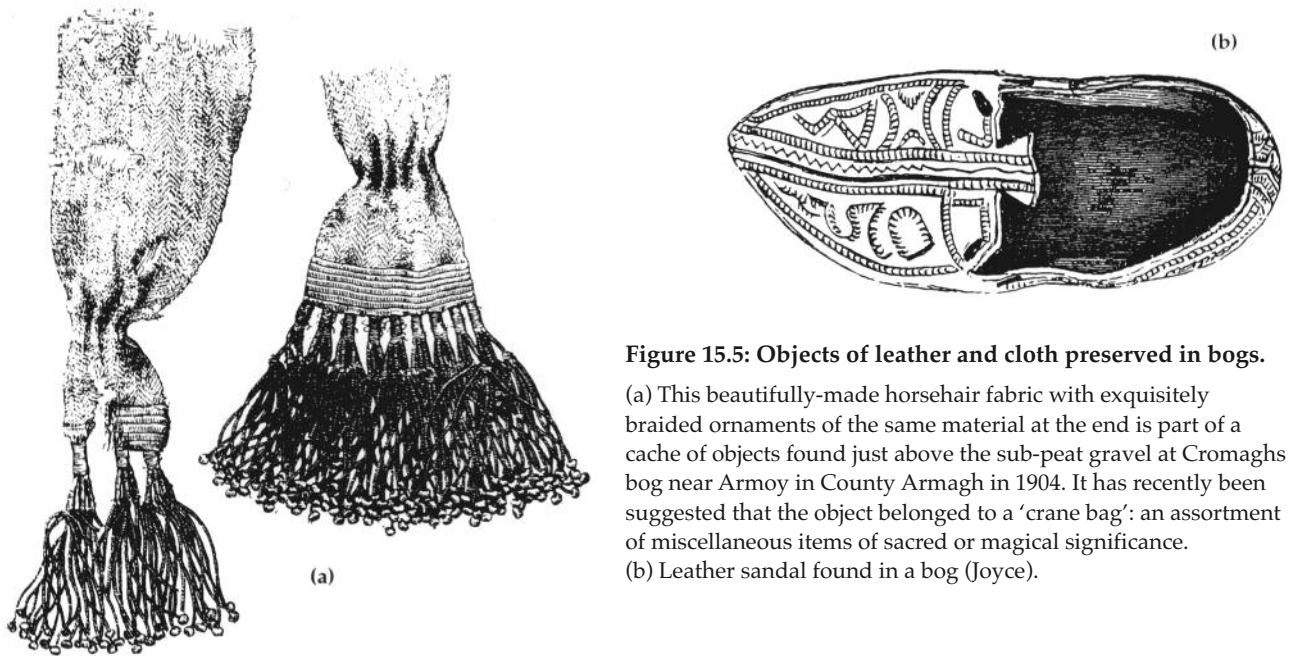 (b)
Figure 15.5: Objects of leather and cloth preserved in bogs.
(a) This beautifully-made horsehair fabric with exquisitely
braided ornaments of the same material at the end is part of a
cache of objects found just above the sub-peat gravel at Cromaghs
bog near Armoy in County Armagh in 1904. It has recently been
suggested that the object belonged to a ‘crane bag’: an assortment
of miscellaneous items of sacred or magical significance.
(b) Leather sandal found in a bog (Joyce).
(a)